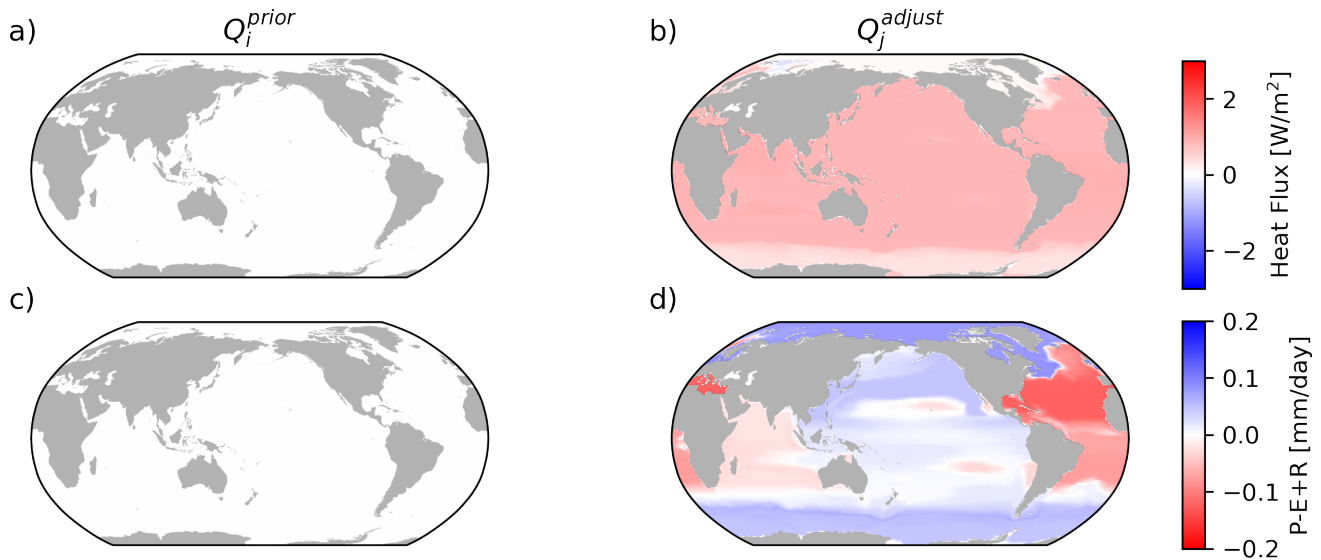 a)
Q_i^{prior}
b)
Q_j^{adjust}
2
0
−2
Heat Flux [W/m²]
c)
d)
0.2
0.1
0.0
−0.1
−0.2
P-E+R [mm/day]